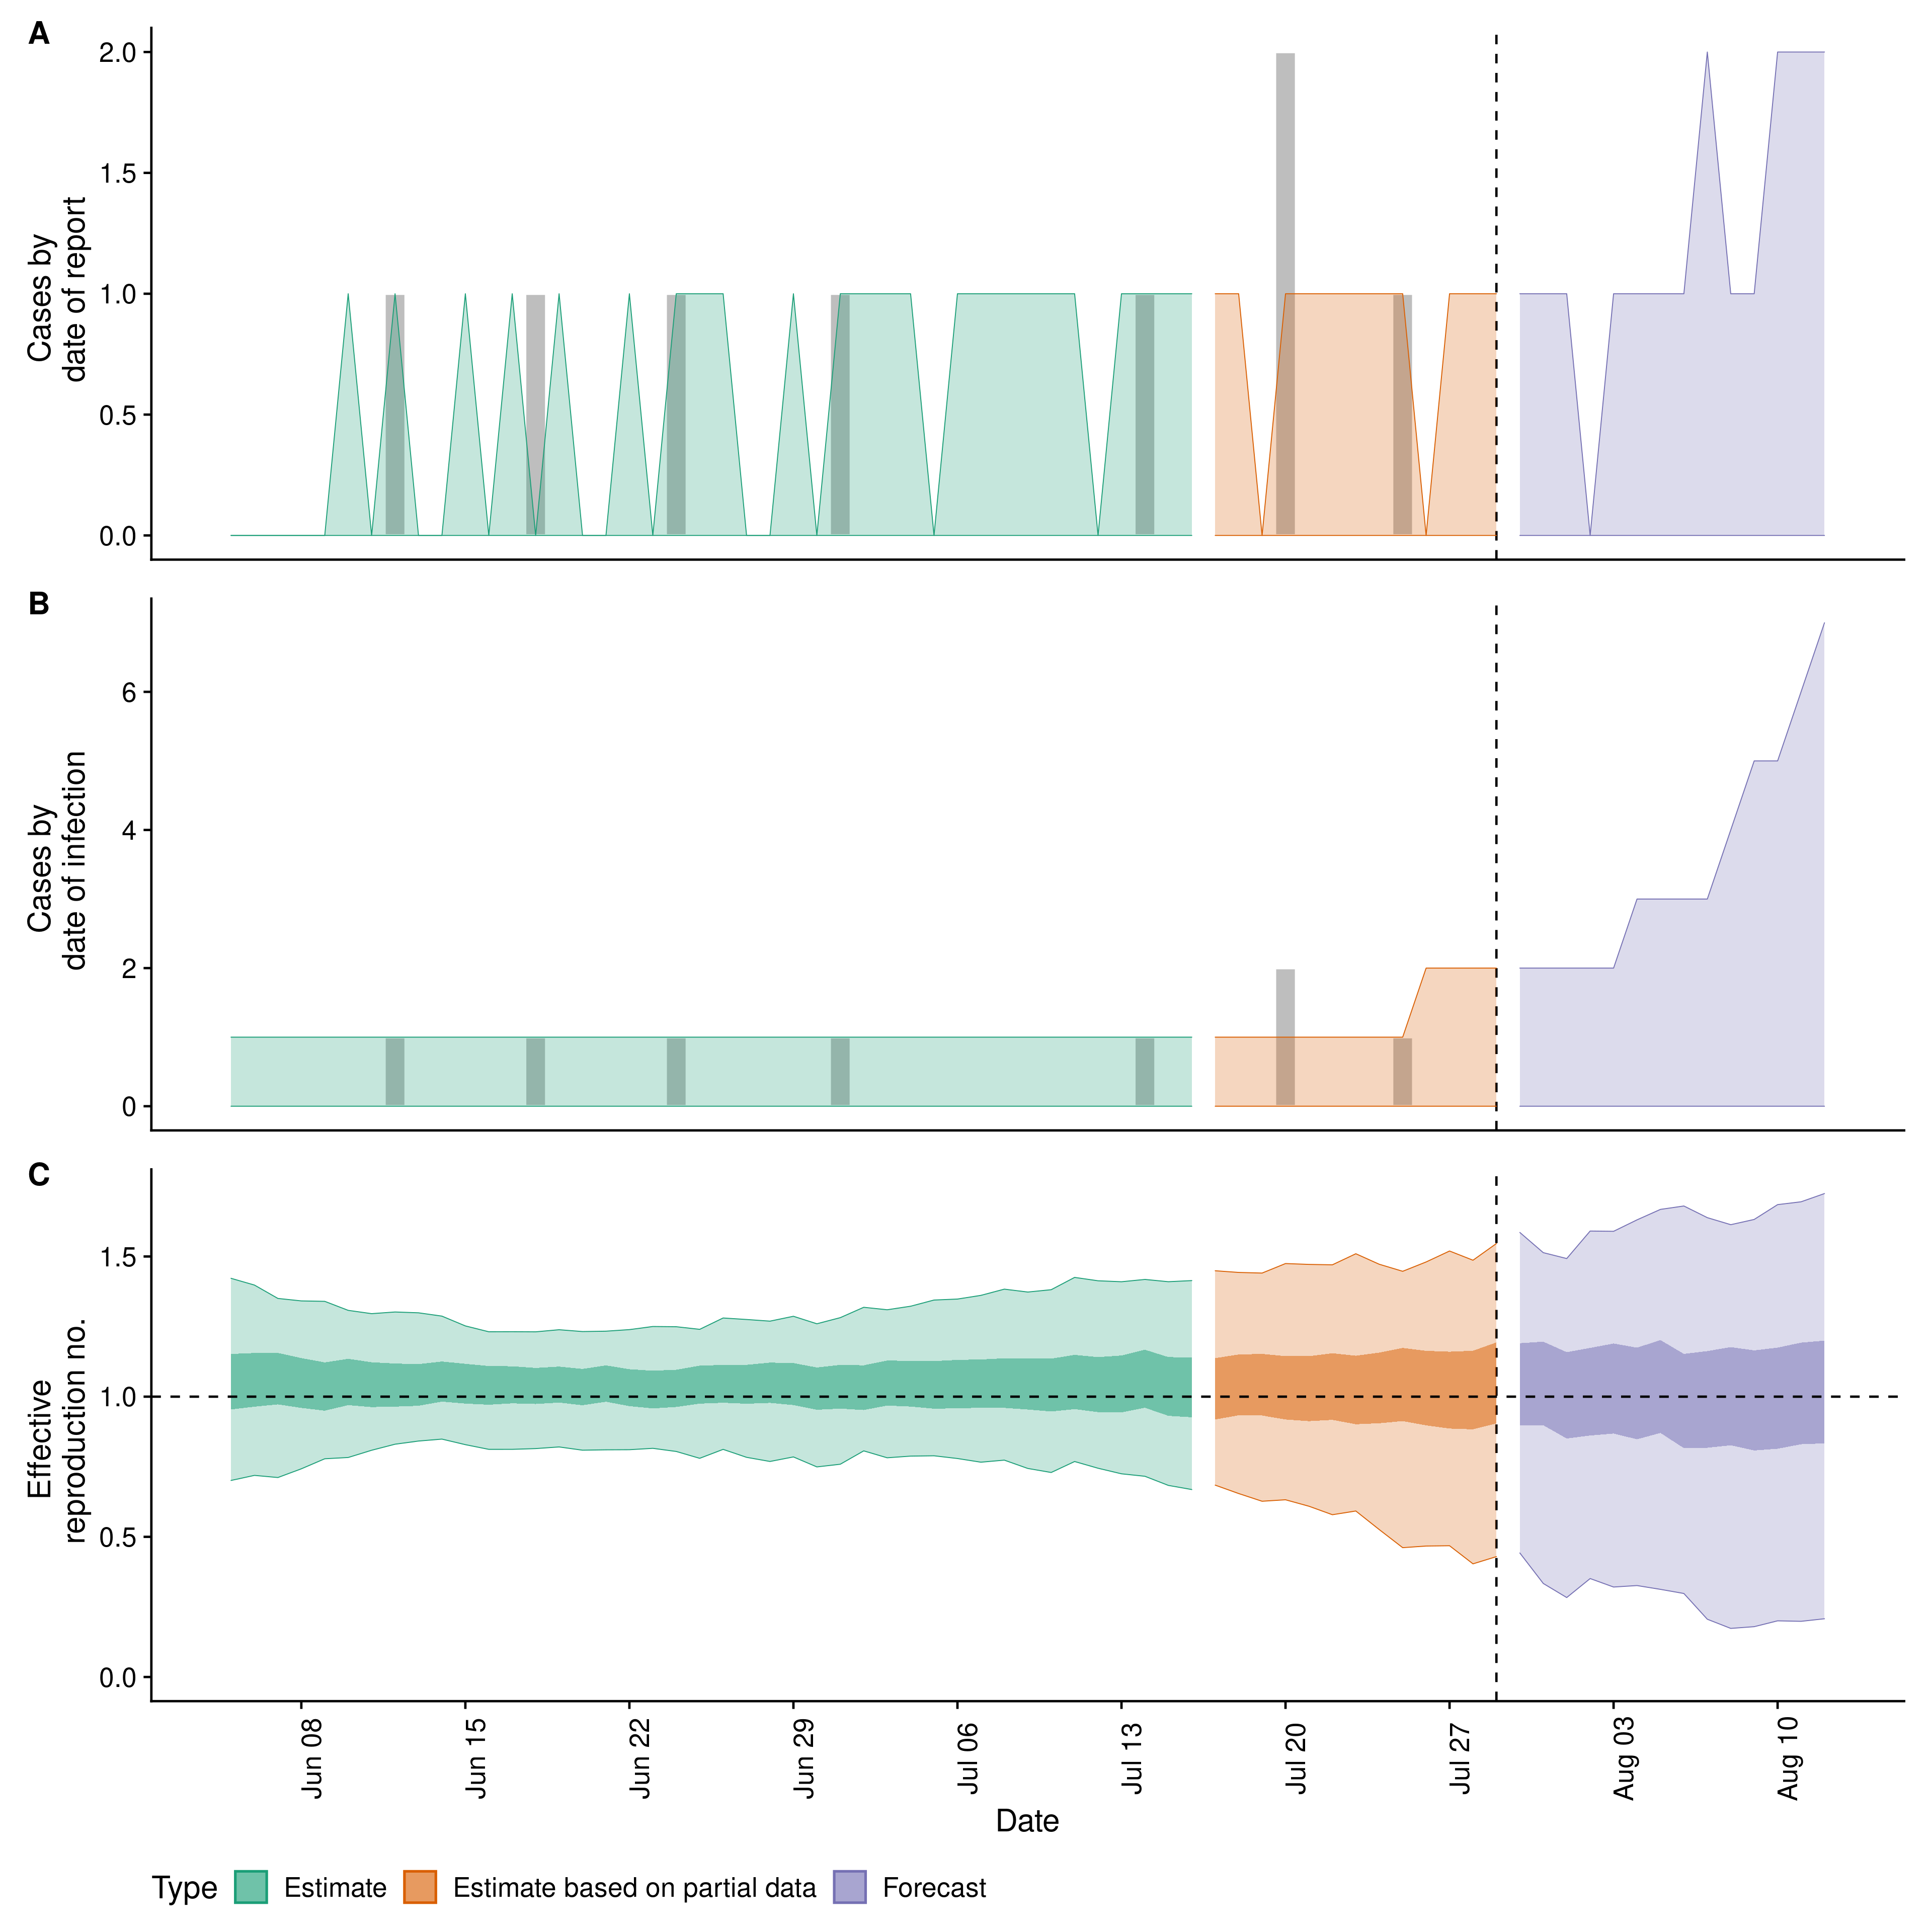 A
2.0
1.5
1.0
0.5
0.0
Cases by
date of report
B
6
4
2
0
Cases by
date of infection
C
1.5
1.0
0.5
0.0
Effective
reproduction no.
Jun 08
Jun 15
Jun 22
Jun 29
Jul 06
Jul 13
Jul 20
Jul 27
Aug 03
Aug 10
Date
Type Estimate Estimate based on partial data Forecast